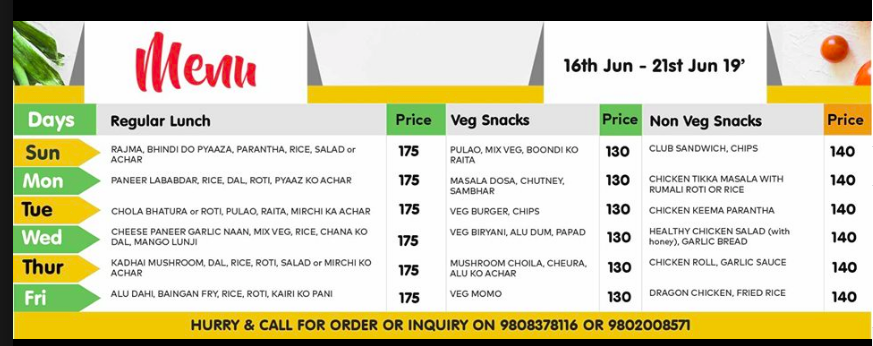 Menu
16th Jun - 21st Jun 19'
Days Regular Lunch Price Veg Snacks Price Non Veg Snacks Price
Sun RAJMA, BHINDI DO PYAAZA, PARANTHA, RICE, SALAD or
ACHAR 175 PULAO, MIX VEG, BOONDI KO
RAITA 130 CLUB SANDWICH, CHIPS 140
Mon PANEER LABABDAR, RICE, DAL, ROTI, PYAAZ KO ACHAR 175 MASALA DOSA, CHUTNEY,
SAMBHAR 130 CHICKEN TIKKA MASALA WITH
RUMALI ROTI OR RICE 140
Tue CHOLA BHATURA or ROTI, PULAO, RAITA, MIRCHI KA ACHAR 175 VEG BURGER, CHIPS 130 CHICKEN KEEMA PARANTHA 140
Wed CHEESE PANEER GARLIC NAAN, MIX VEG, RICE, CHANA KO
DAL, MANGO LUNJI 175 VEG BIRYANI, ALU DUM, PAPAD 130 HEALTHY CHICKEN SALAD (with
honey), GARLIC BREAD 140
Thur KADHAI MUSHROOM, DAL, RICE, ROTI, SALAD or MIRCHI KO
ACHAR 175 MUSHROOM CHOILA, CHEURA,
ALU KO ACHAR 130 CHICKEN ROLL, GARLIC SAUCE 140
Fri ALU DAHI, BAINGAN FRY, RICE, ROTI, KAIRI KO PANI 175 VEG MOMO 130 DRAGON CHICKEN, FRIED RICE 140
HURRY & CALL FOR ORDER OR INQUIRY ON 9808378116 OR 9802008571